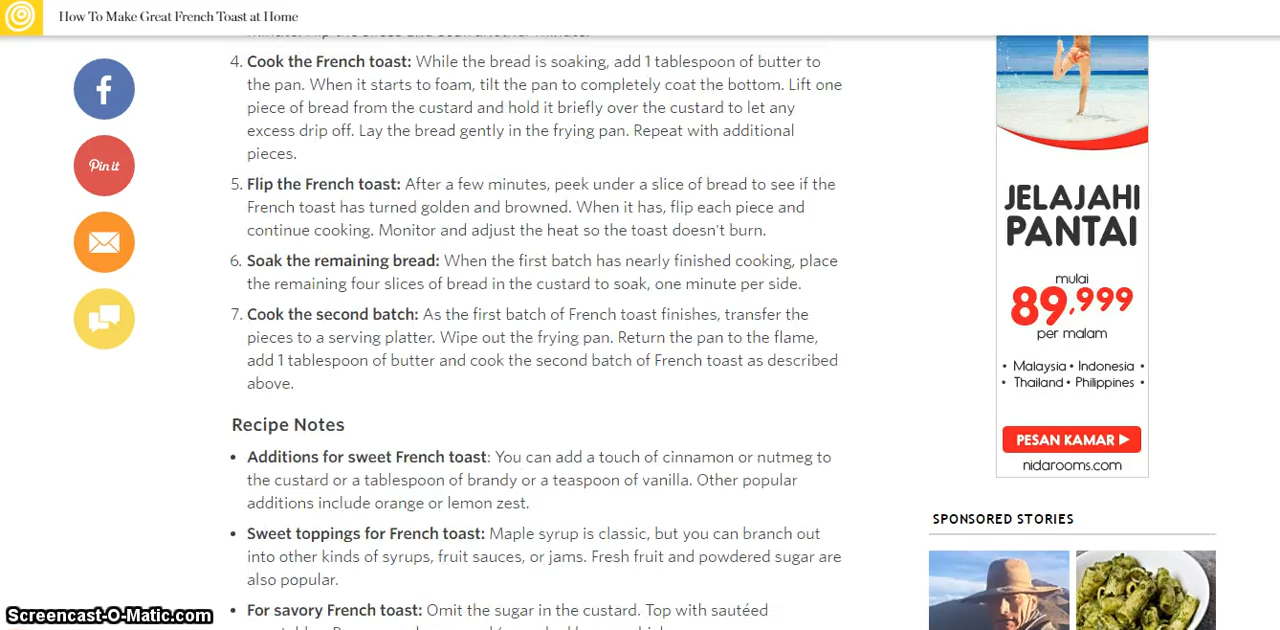 How To Make Great French Toast at Home
4. Cook the French toast: While the bread is soaking, add 1 tablespoon of butter to
the pan. When it starts to foam, tilt the pan to completely coat the bottom. Lift one
piece of bread from the custard and hold it briefly over the custard to let any
excess drip off. Lay the bread gently in the frying pan. Repeat with additional
pieces.
5. Flip the French toast: After a few minutes, peek under a slice of bread to see if the
French toast has turned golden and browned. When it has, flip each piece and
continue cooking. Monitor and adjust the heat so the toast doesn't burn.
6. Soak the remaining bread: When the first batch has nearly finished cooking, place
the remaining four slices of bread in the custard to soak, one minute per side.
7. Cook the second batch: As the first batch of French toast finishes, transfer the
pieces to a serving platter. Wipe out the frying pan. Return the pan to the flame,
add 1 tablespoon of butter and cook the second batch of French toast as described
above.
Recipe Notes
• Additions for sweet French toast: You can add a touch of cinnamon or nutmeg to
the custard or a tablespoon of brandy or a teaspoon of vanilla. Other popular
additions include orange or lemon zest.
• Sweet toppings for French toast: Maple syrup is classic, but you can branch out
into other kinds of syrups, fruit sauces, or jams. Fresh fruit and powdered sugar are
also popular.
• For savory French toast: Omit the sugar in the custard. Top with sautéed
f
Pin it
JELAJAHI
PANTAI
mulai
89,999
per malam
• Malaysia • Indonesia •
• Thailand • Philippines •
PESAN KAMAR
nidarooms.com
SPONSORED STORIES
Screencast-O-Matic.com